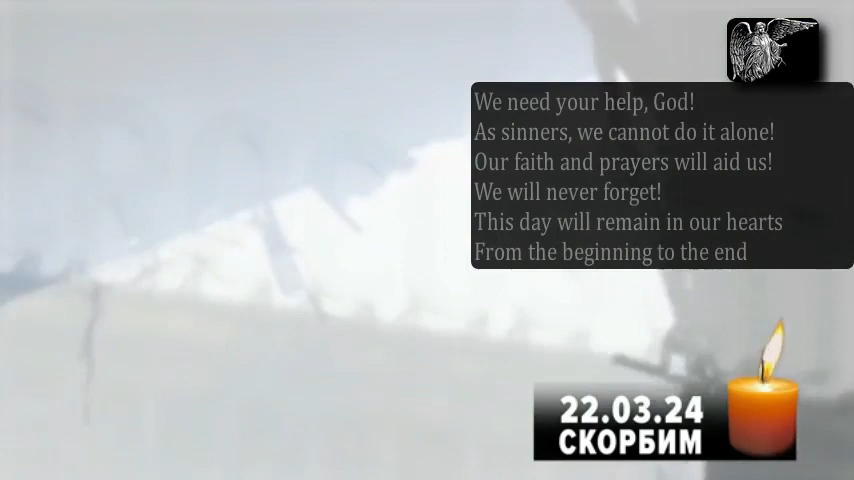 We need your help, God!
As sinners, we cannot do it alone!
Our faith and prayers will aid us!
We will never forget!
This day will remain in our hearts
From the beginning to the end
22.03.24
СКОРБИМ